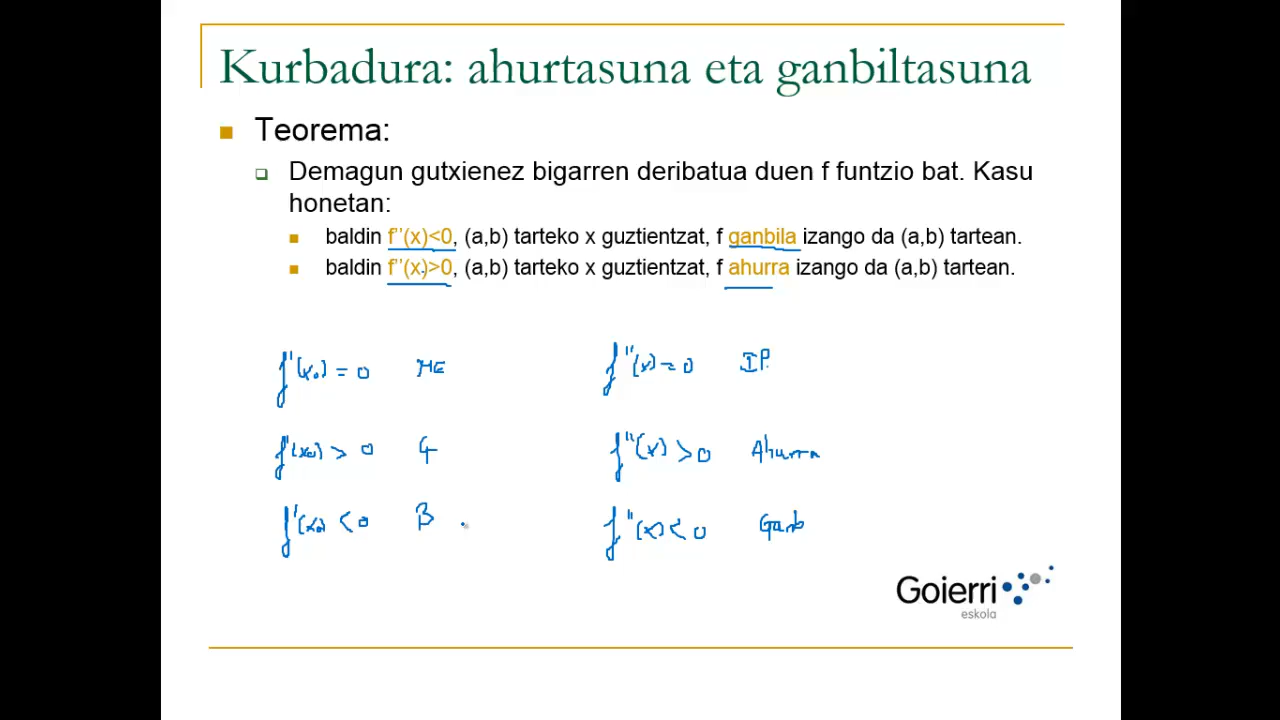 Kurbadura: ahurtasuna eta ganbiltasuna
Teorema:
Demagun gutxienez bigarren deribatua duen f funtzio bat. Kasu
honetan:
baldin f''(x)<0, (a,b) tarteko x guztientzat, f ganbila izango da (a,b) tartean.
baldin f''(x)>0, (a,b) tarteko x guztientzat, f ahurra izango da (a,b) tartean.
f'(x₀) = 0 ME f''(x) = 0 IP.
f'(x₀) > 0 G f''(x) > 0 Ahurra
f'(x₀) < 0 B f''(x) < 0 Ganb
Goierri
eskola